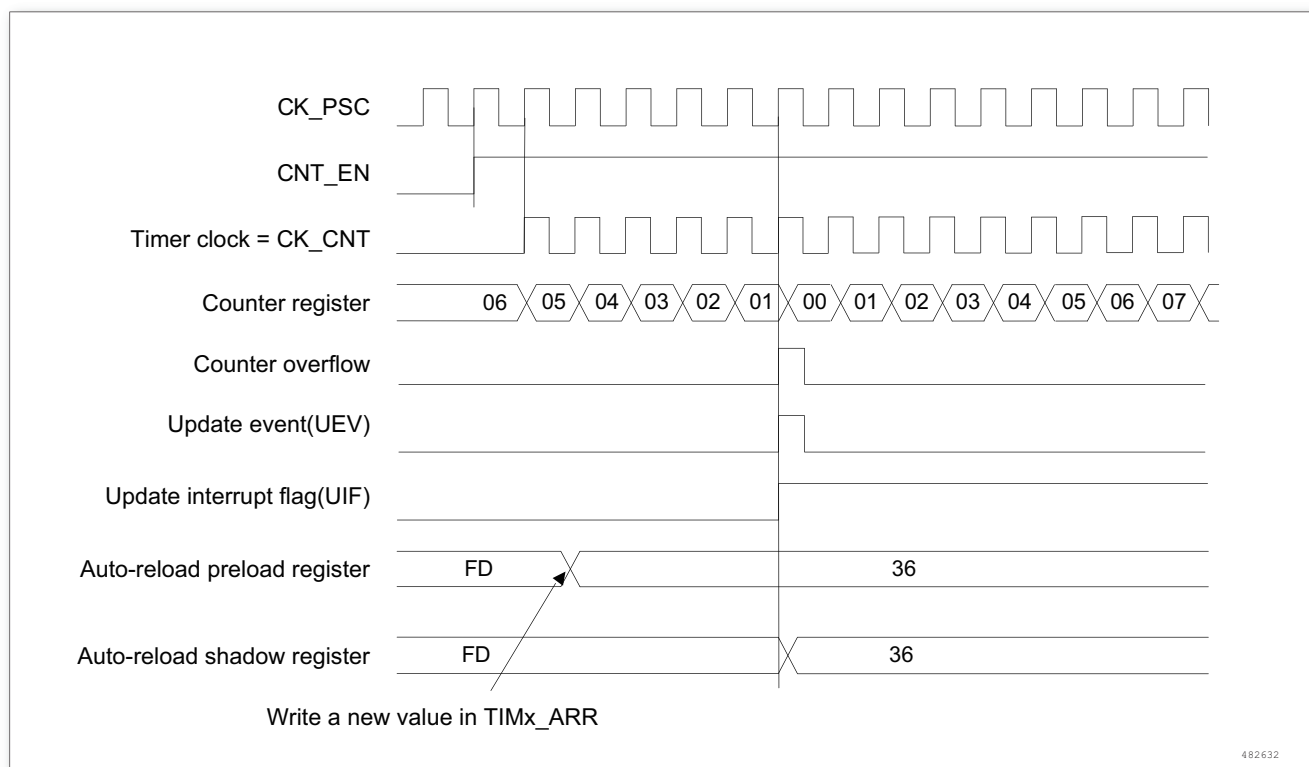 CK_PSC
CNT_EN
Timer clock = CK_CNT
Counter register 06 05 04 03 02 01 00 01 02 03 04 05 06 07
Counter overflow
Update event(UEV)
Update interrupt flag(UIF)
Auto-reload preload register FD 36
Auto-reload shadow register FD 36
Write a new value in TIMx_ARR
482632